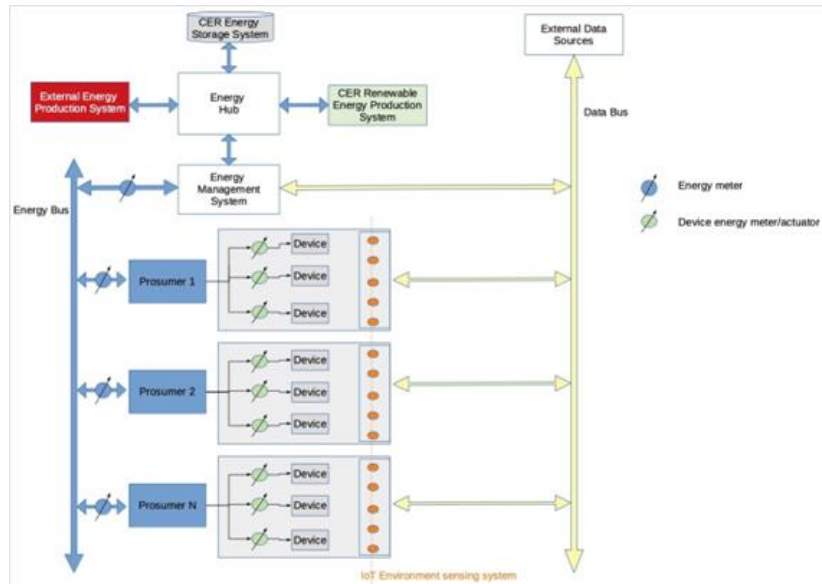 CER Energy
Storage System
External Data
Sources
External Energy
Production System
Energy
Hub
CER Renewable
Energy Production
System
Data Bus
Energy
Management
System
Energy Bus
Energy meter
Device energy meter/actuator
Prosumer 1
Device
Device
Device
Prosumer 2
Device
Device
Device
Prosumer N
Device
Device
Device
IoT Environment sensing system